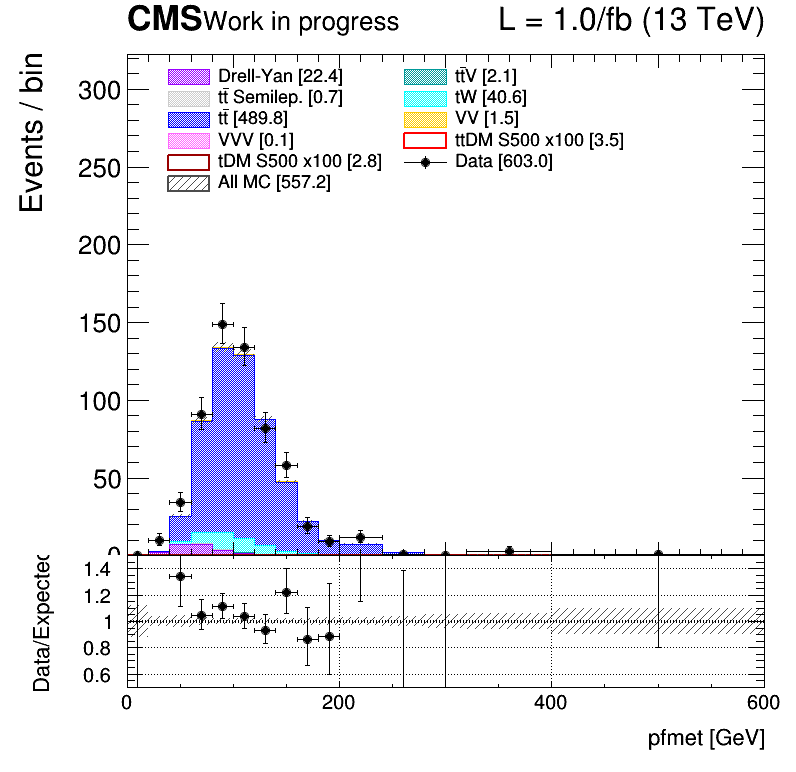 CMS Work in progress L = 1.0/fb (13 TeV)
Events / bin
300
250
200
150
100
50
0
Drell-Yan [22.4]
tt̄V [2.1]
tt̄ Semilep. [0.7]
tW [40.6]
tt̄ [489.8]
VV [1.5]
VVV [0.1]
ttDM S500 x100 [3.5]
tDM S500 x100 [2.8]
Data [603.0]
All MC [557.2]
Data/Expected
1.4
1.2
1
0.8
0.6
0 200 400 600
pfmet [GeV]